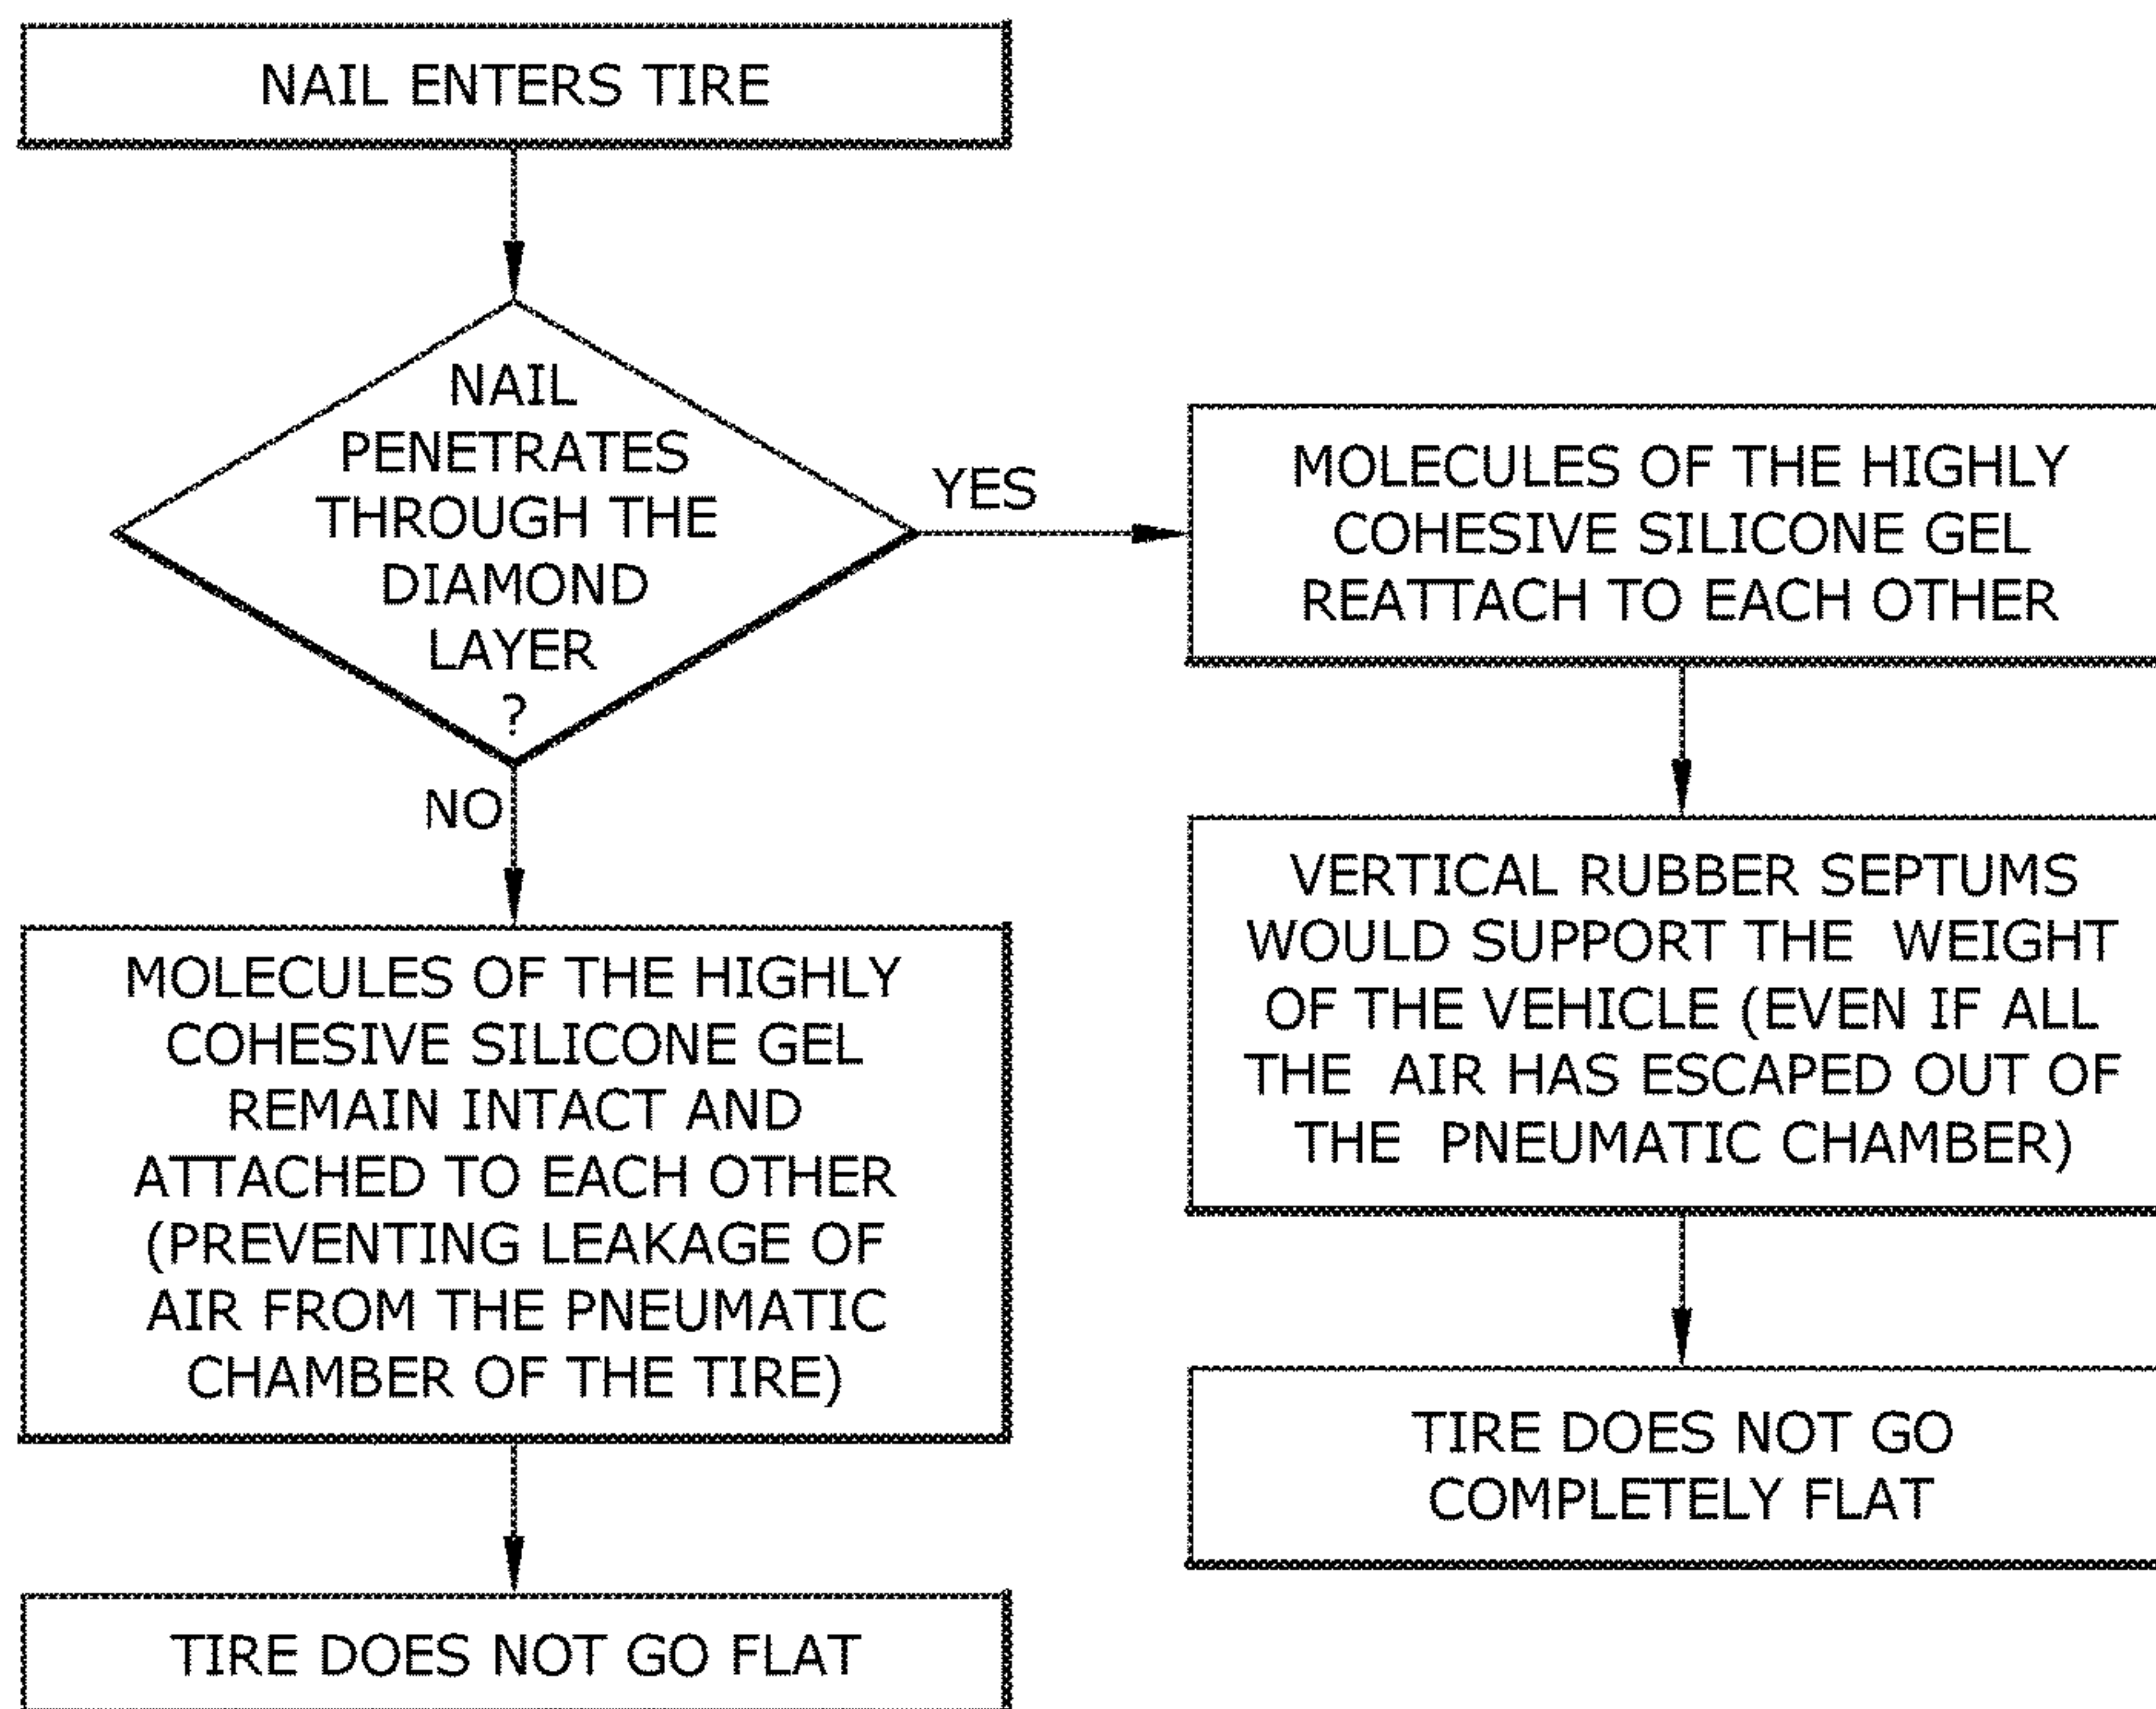 NAIL ENTERS TIRE
NAIL
PENETRATES
THROUGH THE
DIAMOND
LAYER
?
YES
NO
MOLECULES OF THE HIGHLY
COHESIVE SILICONE GEL
REMAIN INTACT AND
ATTACHED TO EACH OTHER
(PREVENTING LEAKAGE OF
AIR FROM THE PNEUMATIC
CHAMBER OF THE TIRE)
TIRE DOES NOT GO FLAT
MOLECULES OF THE HIGHLY
COHESIVE SILICONE GEL
REATTACH TO EACH OTHER
VERTICAL RUBBER SEPTUMS
WOULD SUPPORT THE WEIGHT
OF THE VEHICLE (EVEN IF ALL
THE AIR HAS ESCAPED OUT OF
THE PNEUMATIC CHAMBER)
TIRE DOES NOT GO
COMPLETELY FLAT